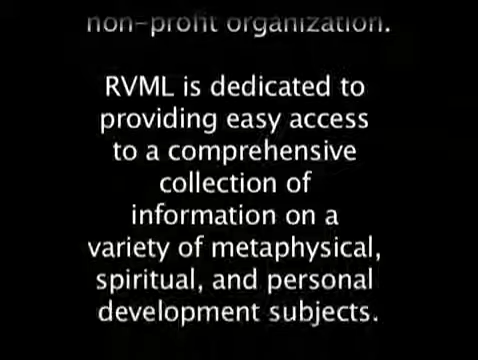 non-profit organization.
RVML is dedicated to
providing easy access
to a comprehensive
collection of
information on a
variety of metaphysical,
spiritual, and personal
development subjects.